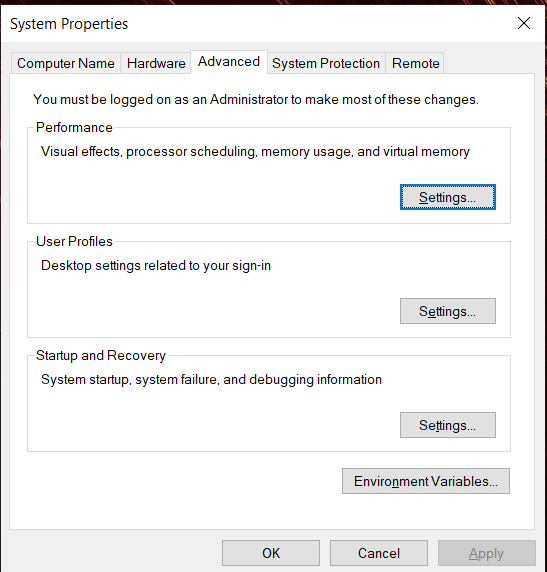 System Properties
Computer Name Hardware Advanced System Protection Remote
You must be logged on as an Administrator to make most of these changes.
Performance
Visual effects, processor scheduling, memory usage, and virtual memory
Settings...
User Profiles
Desktop settings related to your sign-in
Settings...
Startup and Recovery
System startup, system failure, and debugging information
Settings...
Environment Variables...
OK Cancel Apply